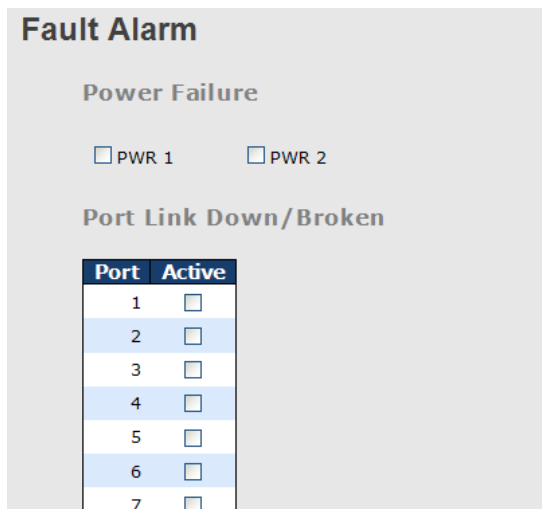 Fault Alarm
Power Failure
PWR 1 PWR 2
Port Link Down/Broken
Port Active
1
2
3
4
5
6
7